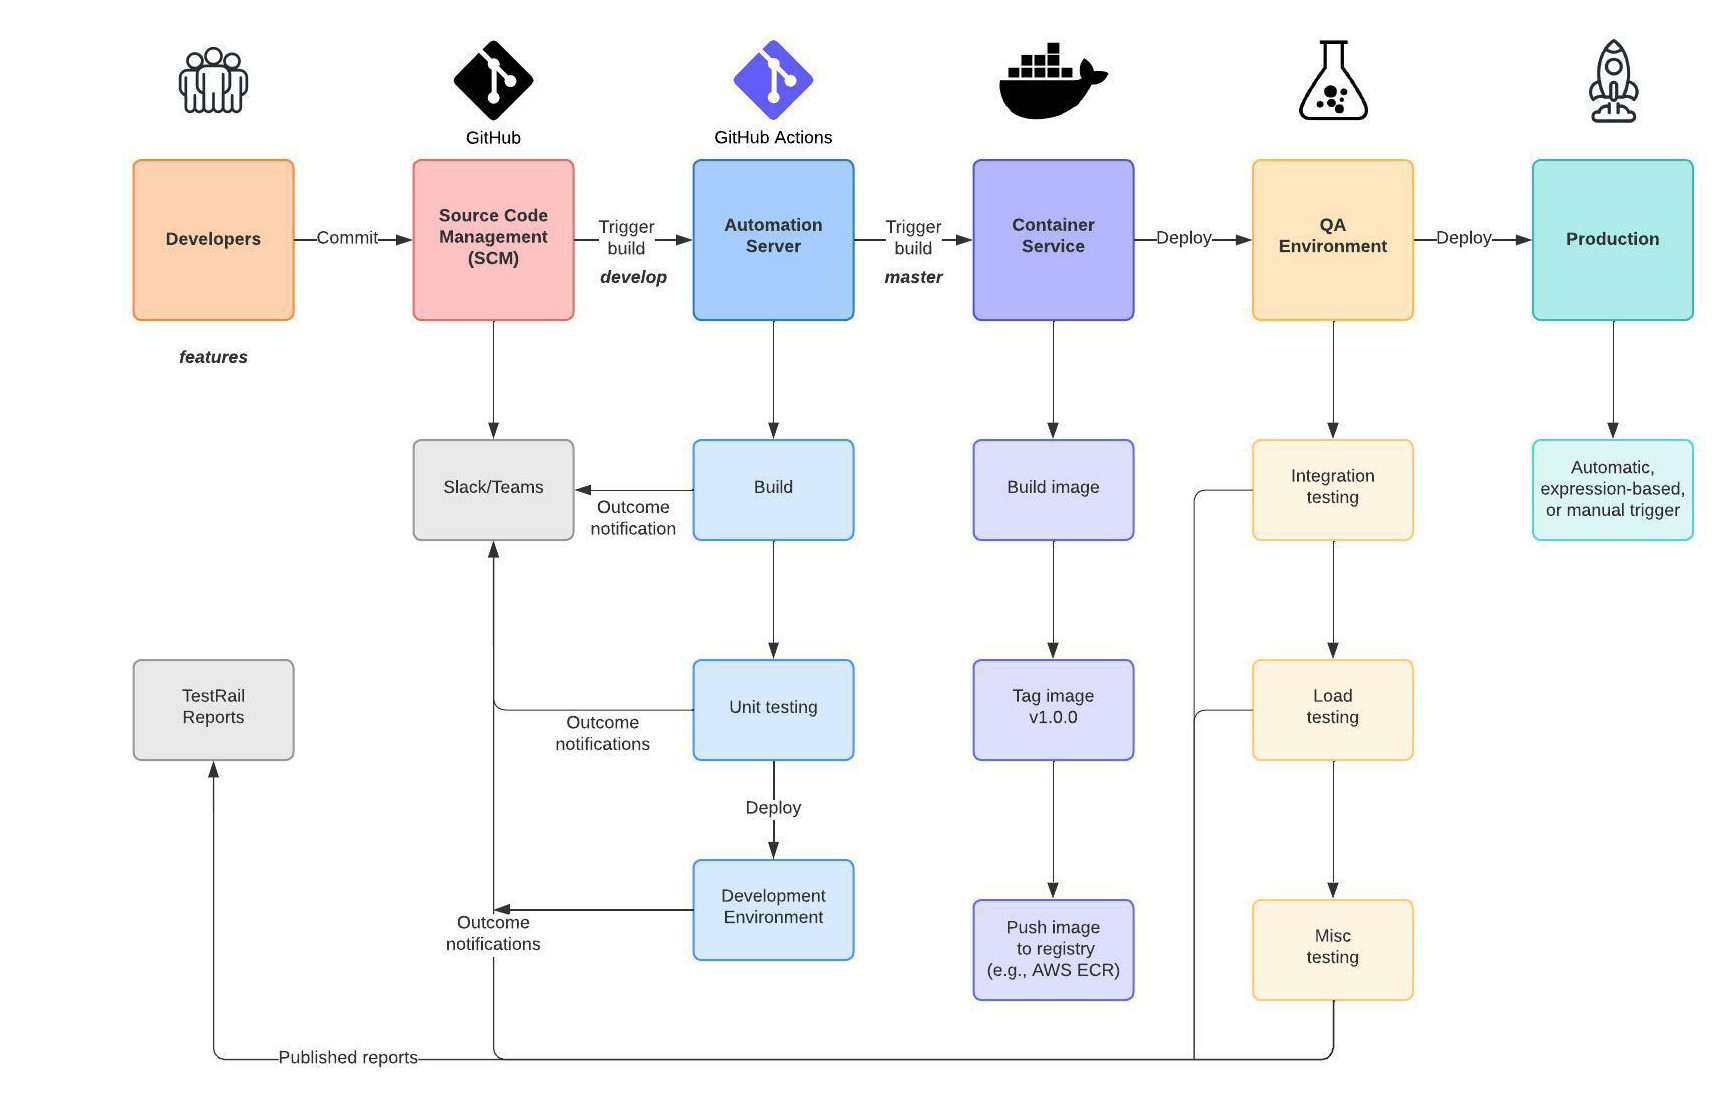 GitHub
GitHub Actions
Developers
Commit
Source Code
Management
(SCM)
Trigger
build
develop
Automation
Server
Trigger
build
master
Container
Service
Deploy
QA
Environment
Deploy
Production
features
Slack/Teams
Outcome
notification
Build
Build image
Integration
testing
Automatic,
expression-based,
or manual trigger
TestRail
Reports
Outcome
notifications
Unit testing
Tag image
v1.0.0
Load
testing
Deploy
Outcome
notifications
Development
Environment
Push image
to registry
(e.g., AWS ECR)
Misc
testing
Published reports